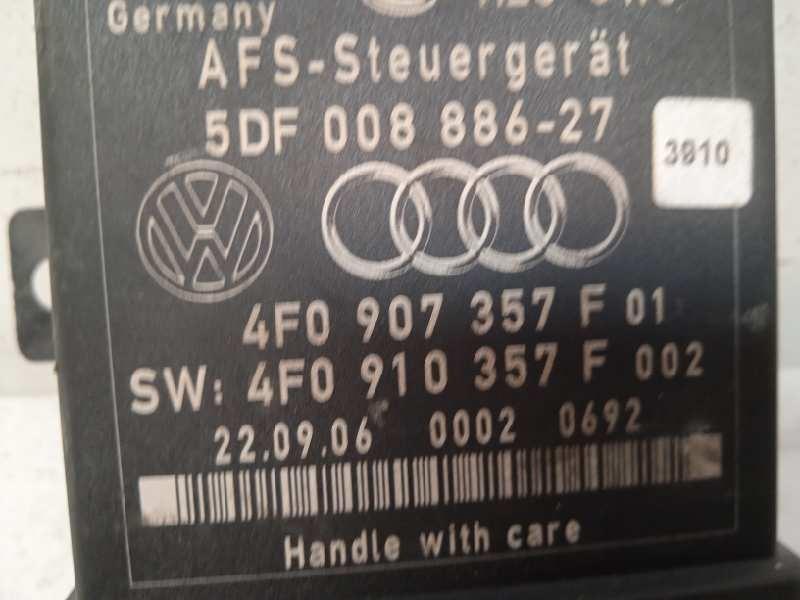 Germany
AFS-Steuergerät
5DF 008 886-27
3810
4F0 907 357 F 01
SW: 4F0 910 357 F 002
22.09.06 0002 0692
Handle with care